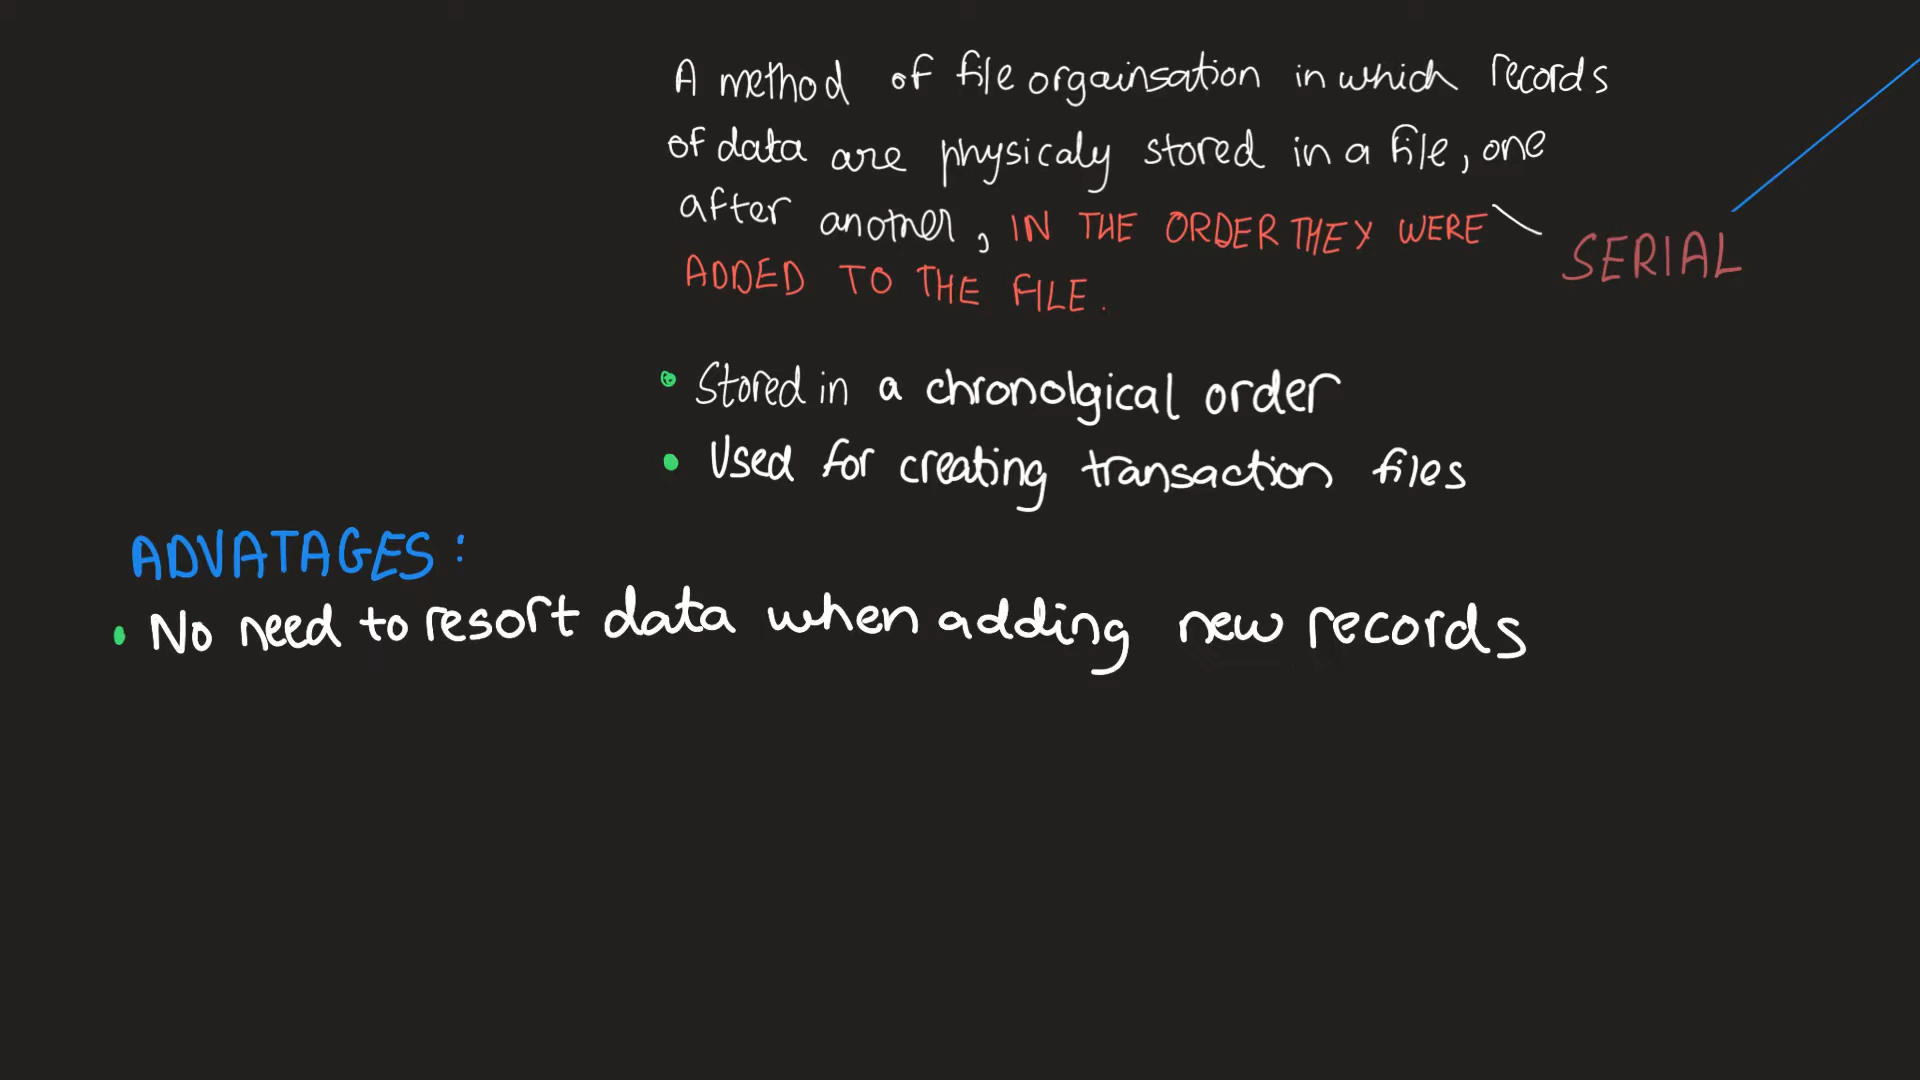 A method of file orgainsation in which records
of data are physicaly stored in a file, one
after another, IN THE ORDER THEY WERE
ADDED TO THE FILE.
SERIAL
• Stored in a chronolgical order
• Used for creating transaction files
ADVATAGES:
• No need to resort data when adding new records